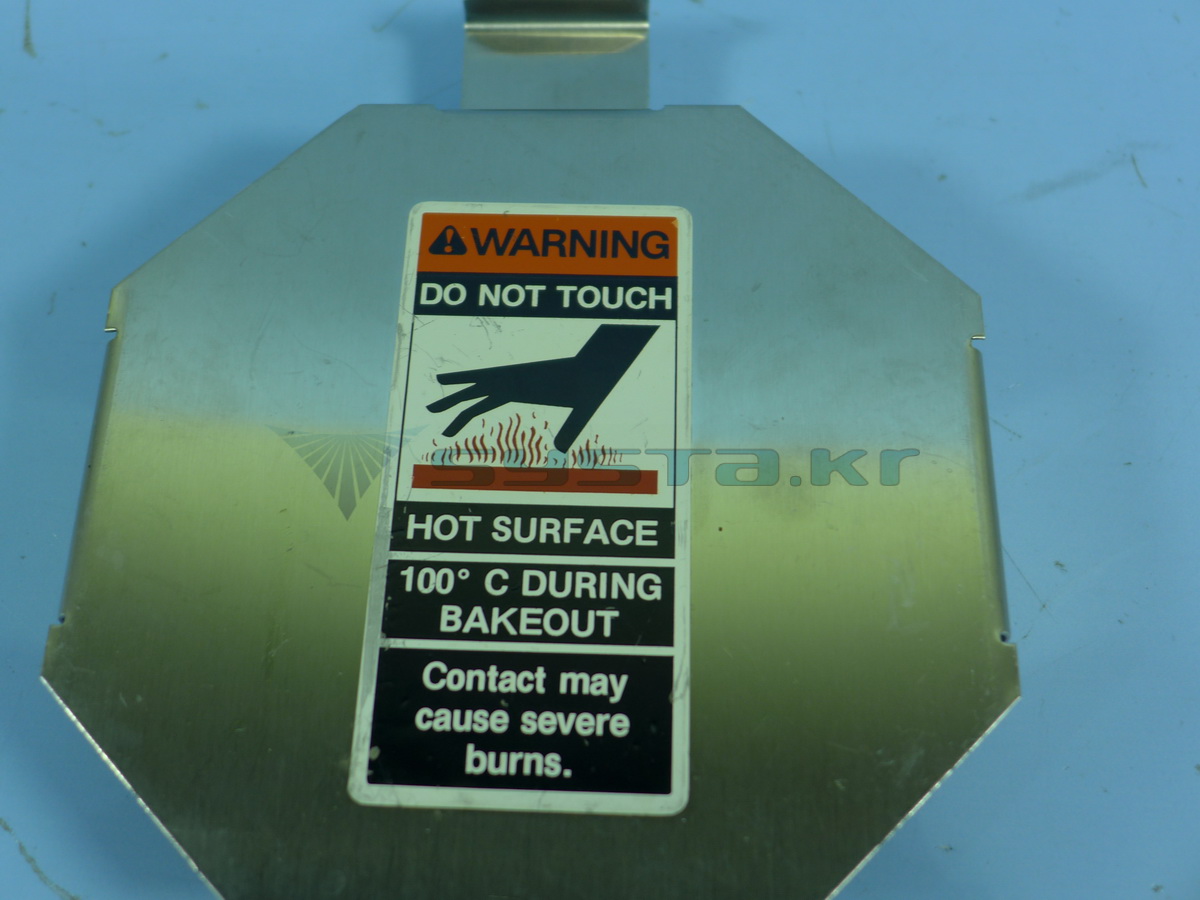 WARNING
DO NOT TOUCH
systa.kr
HOT SURFACE
100° C DURING
BAKEOUT
Contact may
cause severe
burns.